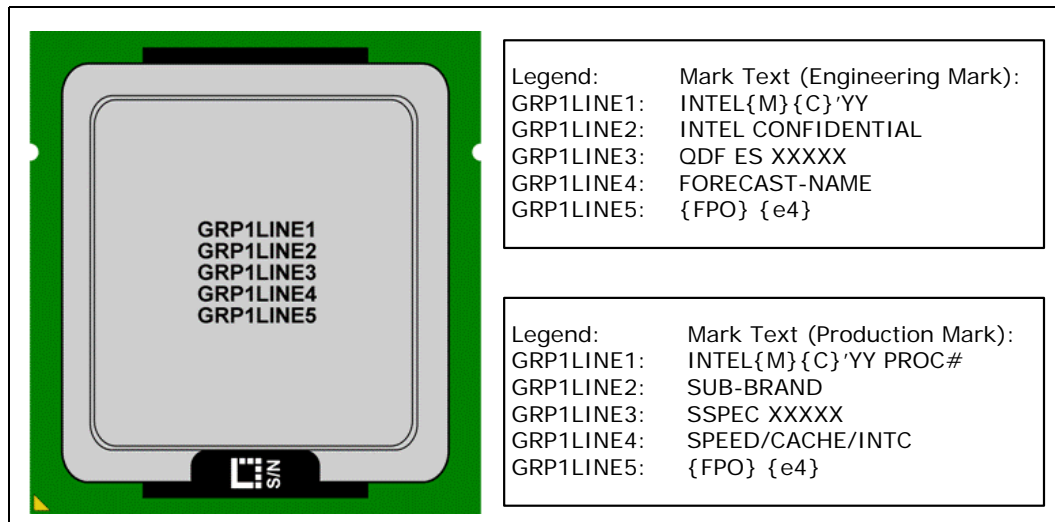 GRP1LINE1
GRP1LINE2
GRP1LINE3
GRP1LINE4
GRP1LINE5
S/N
Legend: Mark Text (Engineering Mark):
GRP1LINE1: INTEL{M}{C}'YY
GRP1LINE2: INTEL CONFIDENTIAL
GRP1LINE3: QDF ES XXXXX
GRP1LINE4: FORECAST-NAME
GRP1LINE5: {FPO} {e4}
Legend: Mark Text (Production Mark):
GRP1LINE1: INTEL{M}{C}'YY PROC#
GRP1LINE2: SUB-BRAND
GRP1LINE3: SSPEC XXXXX
GRP1LINE4: SPEED/CACHE/INTC
GRP1LINE5: {FPO} {e4}